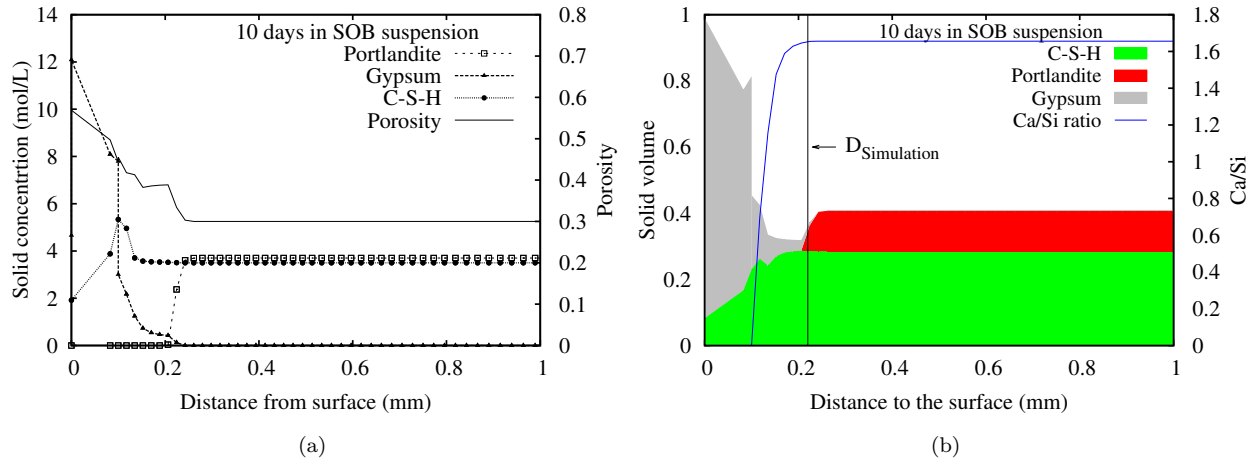 10 days in SOB suspension
Portlandite
Gypsum
C-S-H
Porosity
14
12
10
8
6
4
2
0
0.8
0.7
0.6
0.5
0.4
0.3
0.2
0.1
0
0 0.2 0.4 0.6 0.8 1
Solid concentrtion (mol/L)
Porosity
Distance from surface (mm)
(a)
10 days in SOB suspension
C-S-H
Portlandite
Gypsum
Ca/Si ratio
D_Simulation
1
0.8
0.6
0.4
0.2
0
1.8
1.6
1.4
1.2
1
0.8
0.6
0.4
0.2
0
0 0.2 0.4 0.6 0.8 1
Solid volume
Ca/Si
Distance to the surface (mm)
(b)